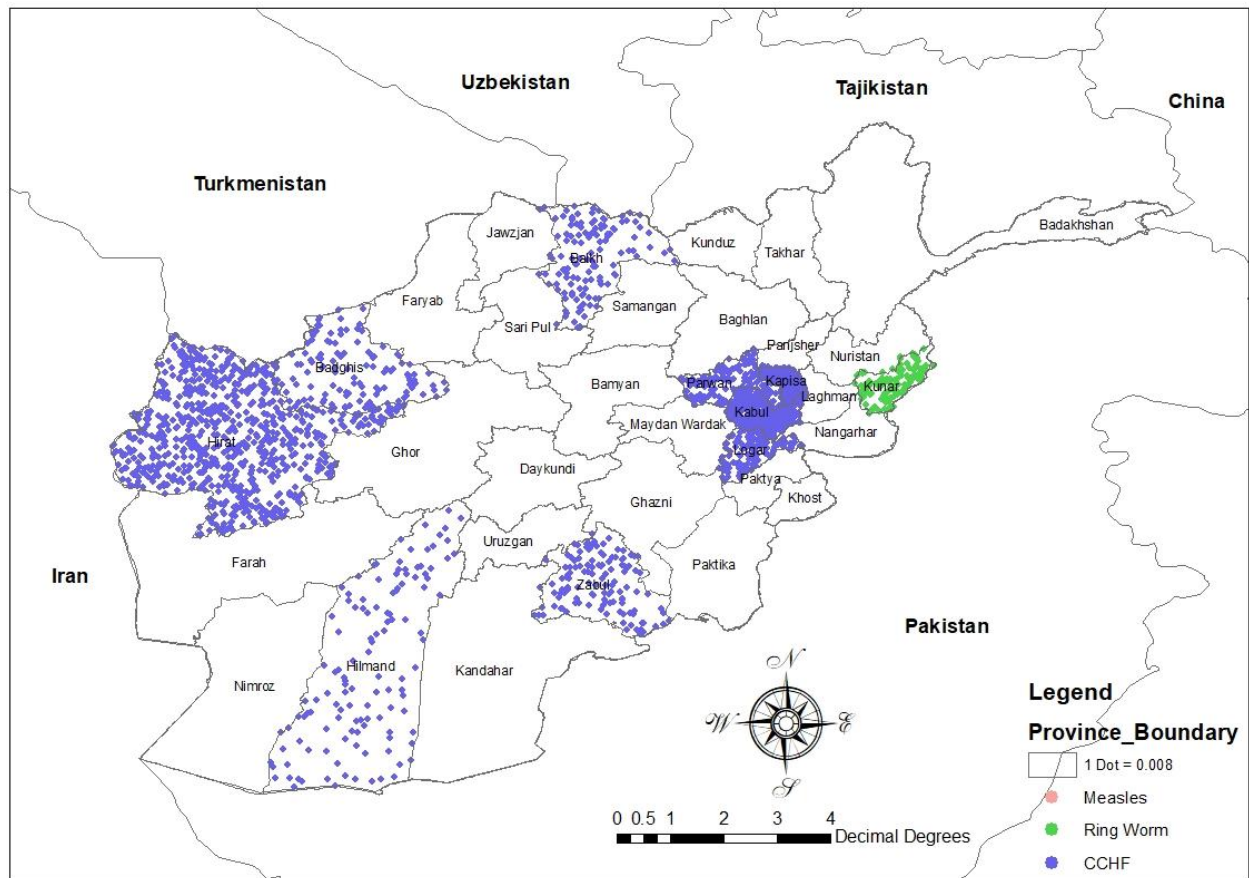 Uzbekistan
Tajikistan
China
Turkmenistan
Badakhshan
Jawzjan
Kunduz
Takhar
Balkh
Faryab
Samangan
Baghlan
Sari Pul
Panjsher
Nuristan
Badghis
Bamyan
Parwan
Kapisa
Kunar
Laghman
Kabul
Maydan Wardak
Nangarhar
Hirat
Ghor
Logar
Daykundi
Paktya
Ghazni
Khost
Uruzgan
Farah
Paktika
Iran
Zabul
Pakistan
Hilmand
Kandahar
Nimroz
N
W
E
S
0 0.5 1 2 3 4
Decimal Degrees
Legend
Province_Boundary
1 Dot = 0.008
Measles
Ring Worm
CCHF